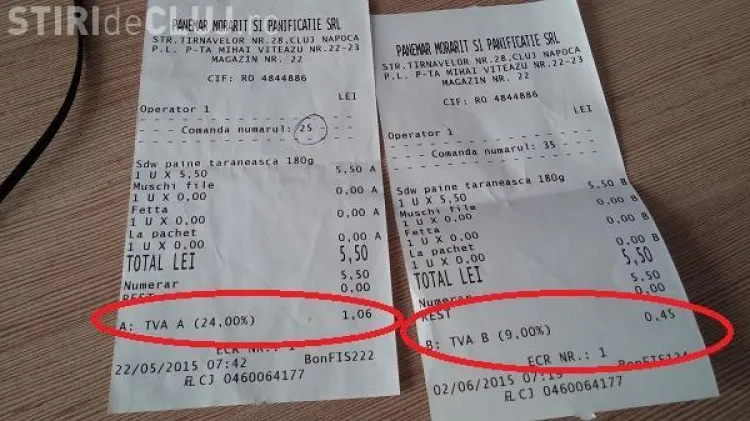 STIRIdeCLUJ.ro
PANEMAR MORARIT SI PANIFICATIE SRL
STR.TIRNAVELOR NR.28.CLUJ NAPOCA
P.L. P-TA MIHAI VITEAZU NR.22-23
MAGAZIN NR. 22
CIF: RO 4844886
LEI
Operator 1
- - - Comanda numarul: 25 - - -
Sdw paine taraneasca 180g
1 U X 5,50 5,50 A
Muschi file
1 U X 0,00 0,00 A
Fetta
1 U X 0,00 0,00 A
La pachet
1 U X 0,00 0,00 A
TOTAL LEI 5,50
Numerar 5.50
REST 0,00
A: TVA A (24,00%) 1,06
ECR NR.: 1
22/05/2015 07:42 BonFIS222
CJ 0460064177
PANEMAR MORARIT SI PANIFICATIE SRL
STR.TIRNAVELOR NR.28.CLUJ NAPOCA
P.L. P-TA MIHAI VITEAZU NR.22-23
MAGAZIN NR. 22
CIF: RO 4844886
LEI
Operator 1
- - - Comanda numarul: 35 - - -
Sdw paine taraneasca 180g
1 U X 5,50 5,50 B
Muschi file
1 U X 0,00 0,00 B
Fetta
1 U X 0,00 0,00 B
La pachet
1 U X 0,00 0,00 B
TOTAL LEI 5,50
Numerar 5,50
REST 0,00
B: TVA B (9,00%) 0,45
ECR NR.: 1
02/06/2015
CJ 0460064177